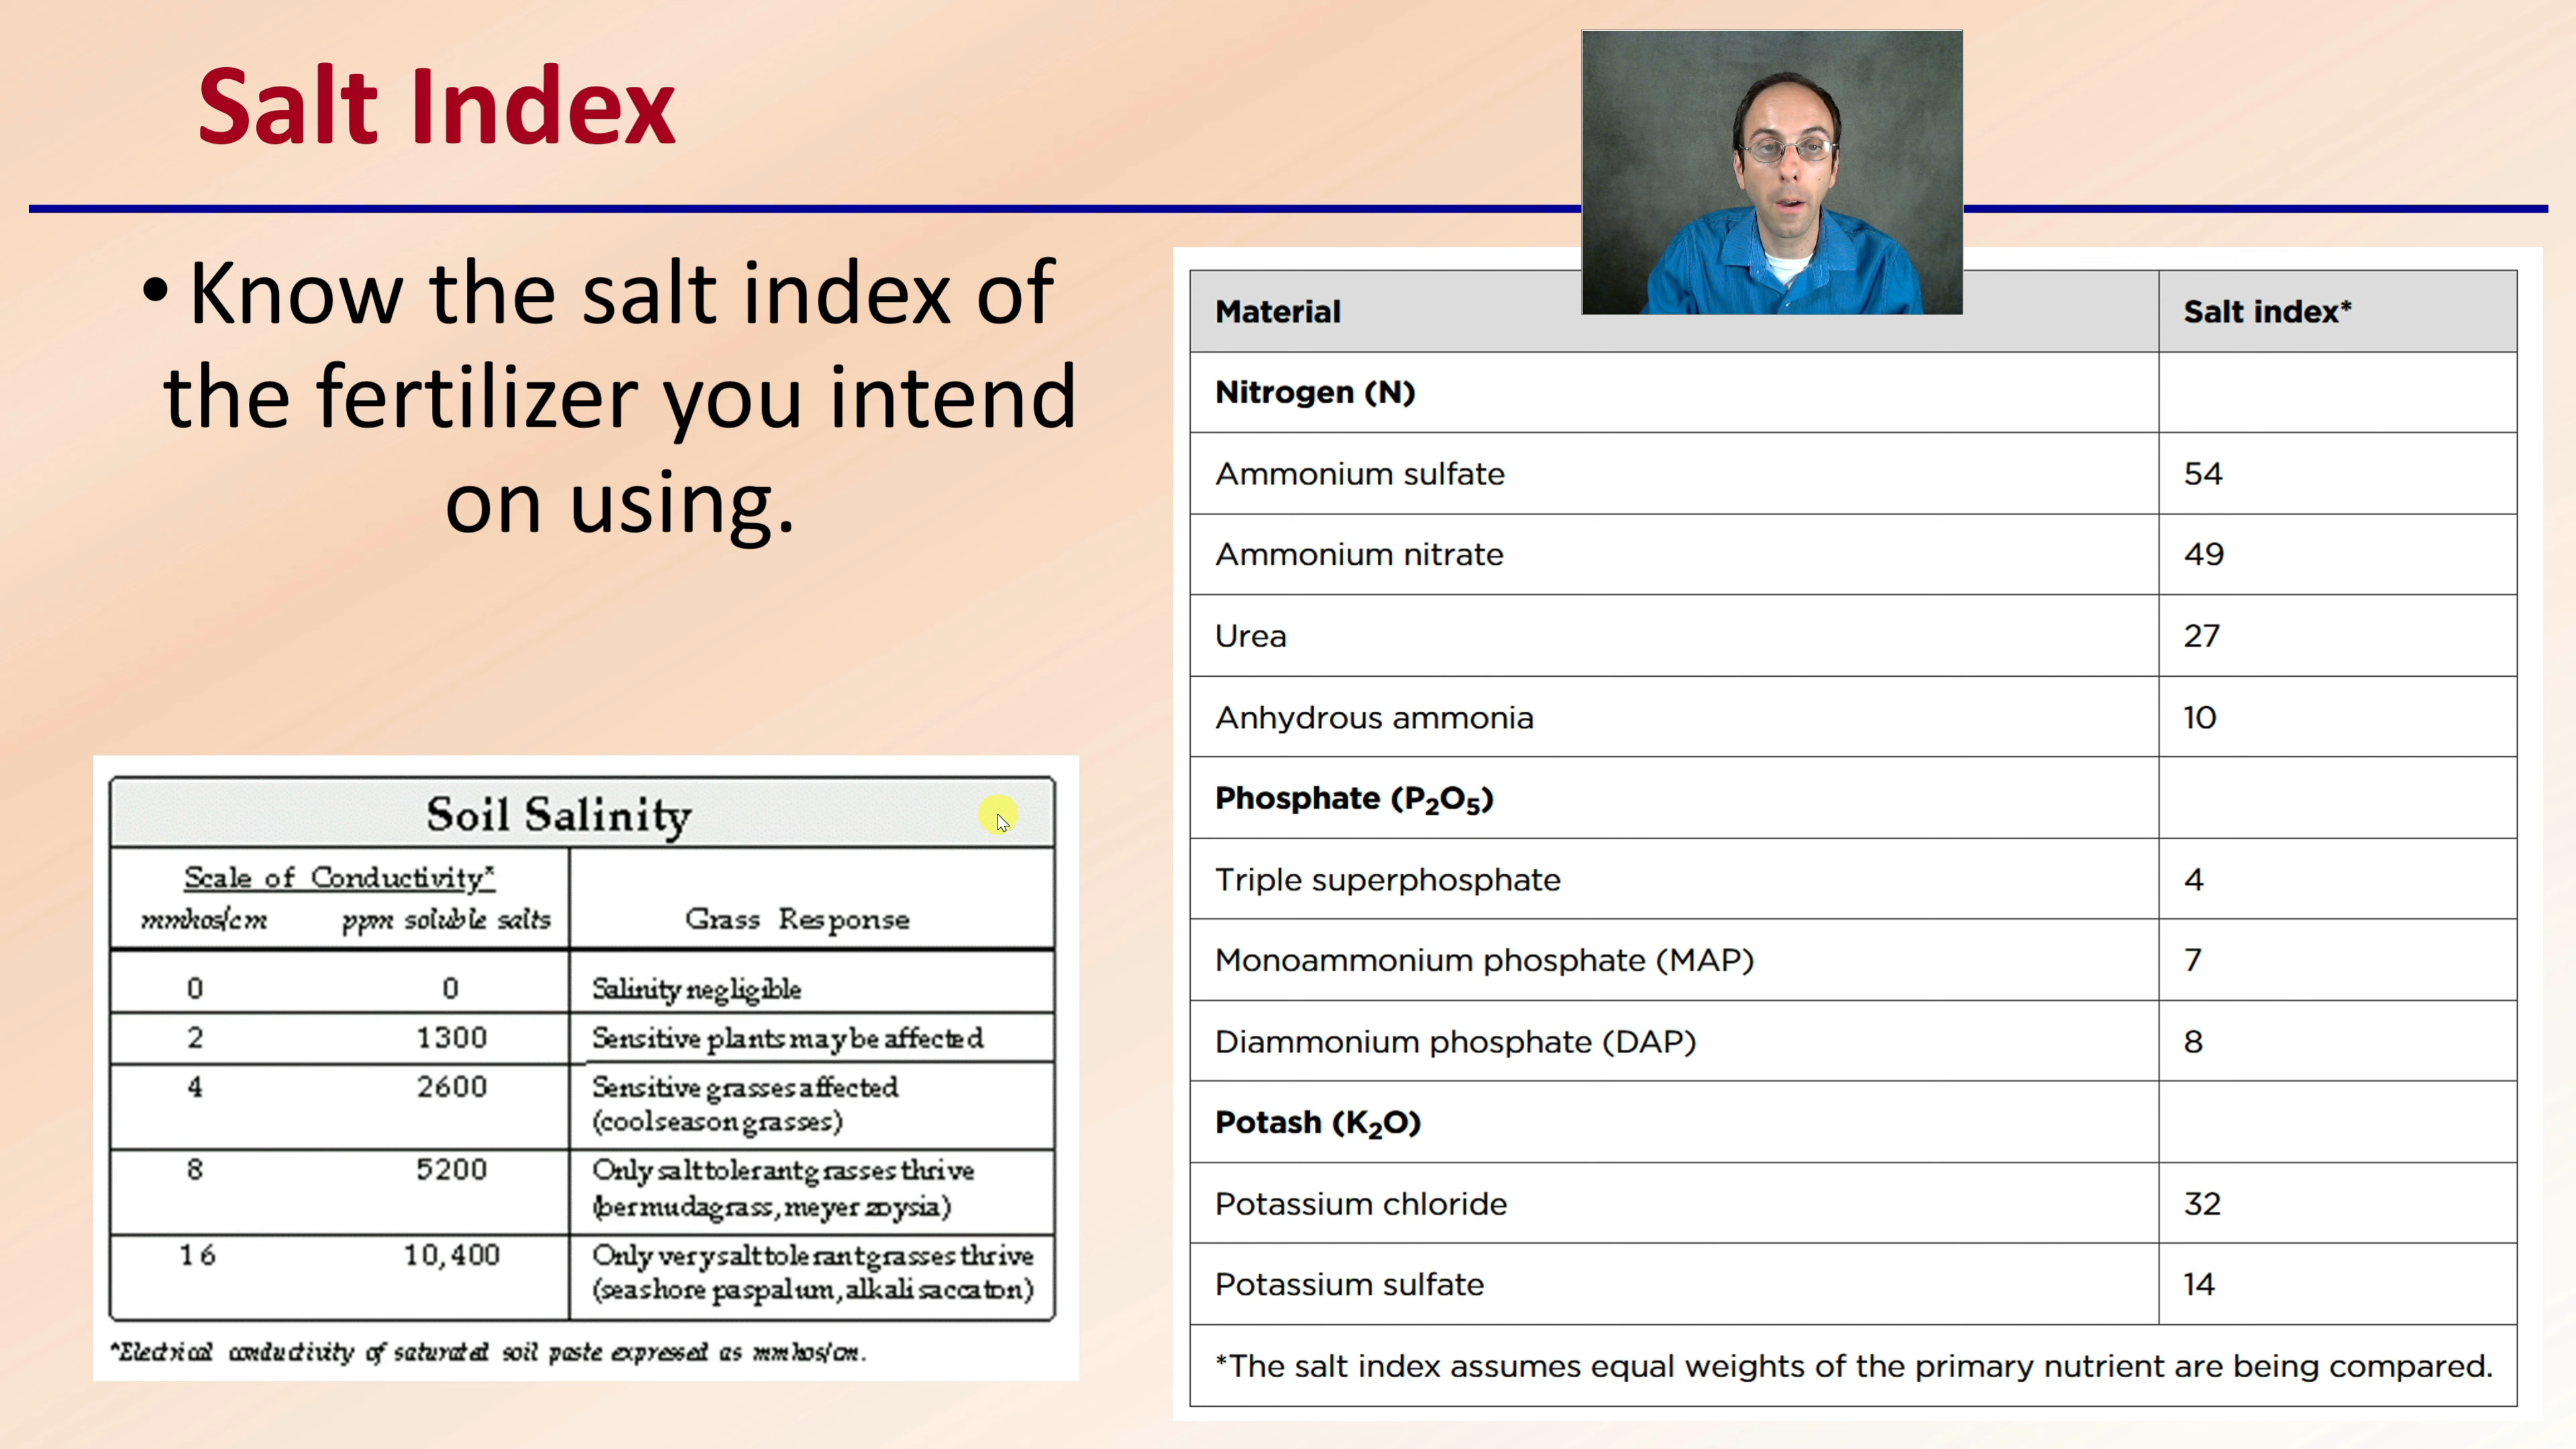 Salt Index
• Know the salt index of
the fertilizer you intend
on using.
Soil Salinity
Scale of Conductivity*
mmhos/cm ppm soluble salts Grass Response
0 0 Salinity negligible
2 1300 Sensitive plants may be affected
4 2600 Sensitive grasses affected
(cool season grasses)
8 5200 Only salt tolerant grasses thrive
(bermudagrass, meyer zoysia)
16 10,400 Only very salt tolerant grasses thrive
(seashore paspalum, alkali saccaton)
*Electrical conductivity of saturated soil paste expressed as mmhos/cm.
Material Salt index*
Nitrogen (N)
Ammonium sulfate 54
Ammonium nitrate 49
Urea 27
Anhydrous ammonia 10
Phosphate (P₂O₅)
Triple superphosphate 4
Monoammonium phosphate (MAP) 7
Diammonium phosphate (DAP) 8
Potash (K₂O)
Potassium chloride 32
Potassium sulfate 14
*The salt index assumes equal weights of the primary nutrient are being compared.